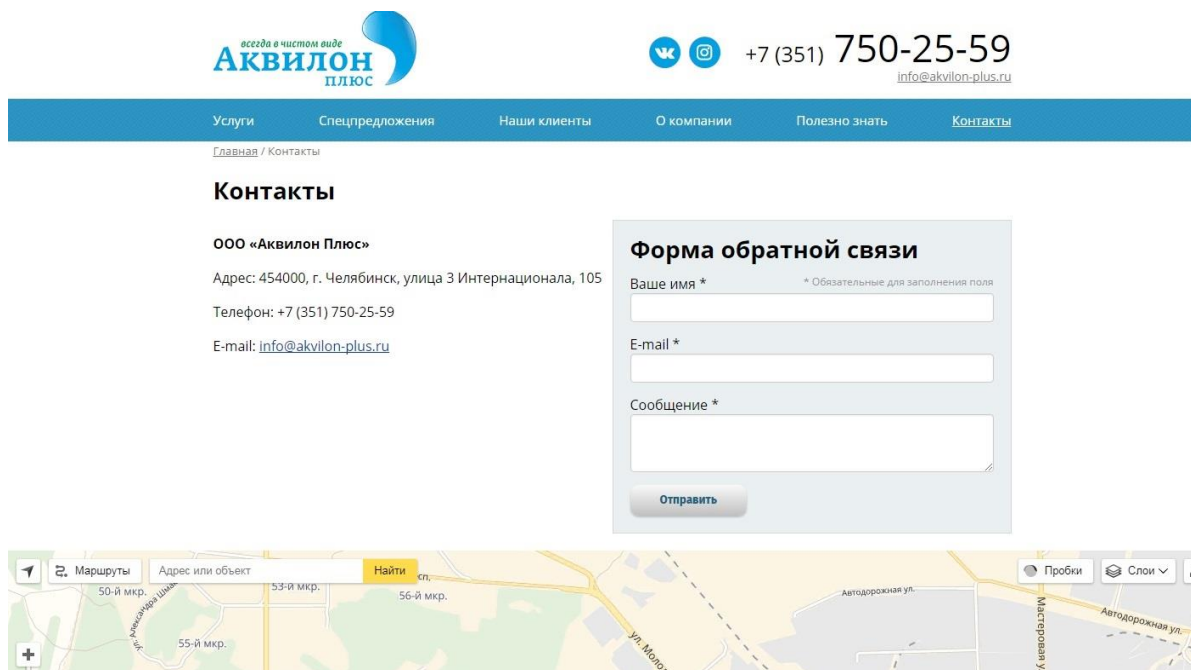 всегда в чистом виде
Аквилон
плюс
+7 (351) 750-25-59
info@akvilon-plus.ru
Услуги Спецпредложения Наши клиенты О компании Полезно знать Контакты
Главная / Контакты
Контакты
ООО «Аквилон Плюс»
Адрес: 454000, г. Челябинск, улица 3 Интернационала, 105
Телефон: +7 (351) 750-25-59
E-mail: info@akvilon-plus.ru
Форма обратной связи
Ваше имя * * Обязательные для заполнения поля
E-mail *
Сообщение *
Отправить
Маршруты Адрес или объект Найти Пробки Слои
50-й мкр. 53-й мкр. 56-й мкр. Автодорожная ул.
Автодорожная ул.
55-й мкр.